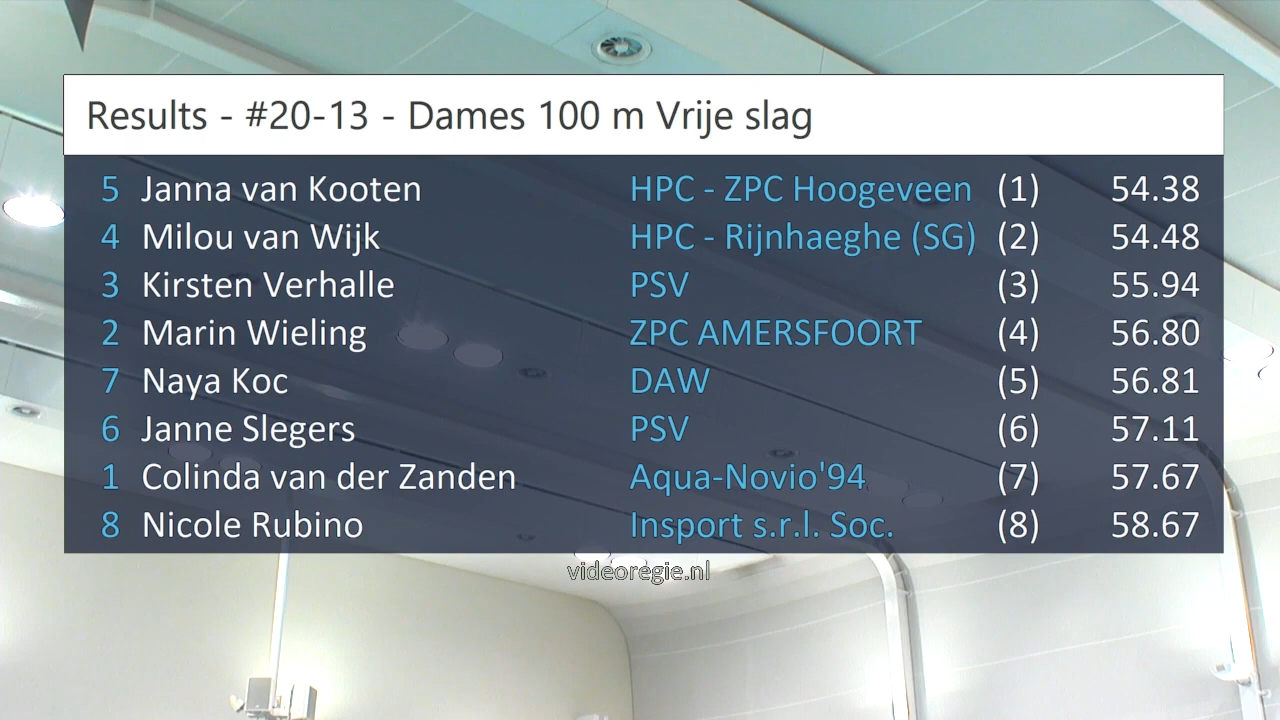 Results - #20-13 - Dames 100 m Vrije slag
5 Janna van Kooten HPC - ZPC Hoogeveen (1) 54.38
4 Milou van Wijk HPC - Rijnhaeghe (SG) (2) 54.48
3 Kirsten Verhalle PSV (3) 55.94
2 Marin Wieling ZPC AMERSFOORT (4) 56.80
7 Naya Koc DAW (5) 56.81
6 Janne Slegers PSV (6) 57.11
1 Colinda van der Zanden Aqua-Novio'94 (7) 57.67
8 Nicole Rubino Insport s.r.l. Soc. (8) 58.67
videoregie.nl